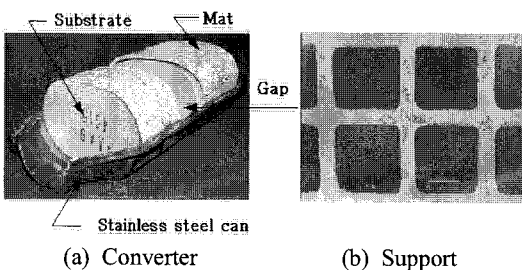 Substrate
Mat
Gap
Stainless steel can
(a) Converter
(b) Support